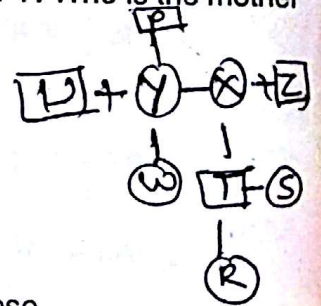 Who is the mother
P
U + Y - X + Z
W T - S
R